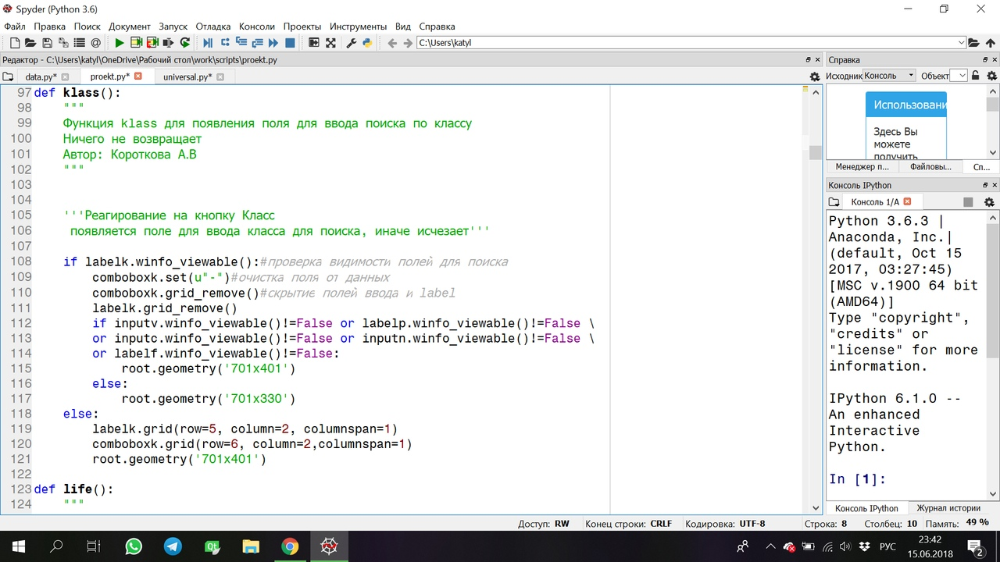 Spyder (Python 3.6)
Файл Правка Поиск Документ Запуск Отладка Консоли Проекты Инструменты Вид Справка
C:\Users\katyl
Редактор - C:\Users\katyl\OneDrive\Рабочий стол\work\scripts\proekt.py
data.py* proekt.py* universal.py*
97 def klass():
98 """
99 Функция klass для появления поля для ввода поиска по классу
100 Ничего не возвращает
101 Автор: Короткова А.В
102 """
103
104
105 '''Реагирование на кнопку Класс
106 появляется поле для ввода класса для поиска, иначе исчезает'''
107
108 if labelk.winfo_viewable():#проверка видимости полей для поиска
109 comboboxk.set(u"-")#очистка поля от данных
110 comboboxk.grid_remove()#скрытие полей ввода и label
111 labelk.grid_remove()
112 if inputv.winfo_viewable()!=False or labelp.winfo_viewable()!=False \
113 or inputc.winfo_viewable()!=False or inputn.winfo_viewable()!=False \
114 or labelf.winfo_viewable()!=False:
115 root.geometry('701x401')
116 else:
117 root.geometry('701x330')
118 else:
119 labelk.grid(row=5, column=2, columnspan=1)
120 comboboxk.grid(row=6, column=2,columnspan=1)
121 root.geometry('701x401')
122
123 def life():
124 """
Справка
Исходник Консоль Объект
Использовани
Здесь Вы
можете
получить
Менеджер п... Файловы... Сп...
Консоль IPython
Консоль 1/A
Python 3.6.3 |
Anaconda, Inc.|
(default, Oct 15
2017, 03:27:45)
[MSC v.1900 64 bit
(AMD64)]
Type "copyright",
"credits" or
"license" for more
information.
IPython 6.1.0 --
An enhanced
Interactive
Python.
In [1]:
Консоль IPython Журнал истории
Доступ: RW Конец строки: CRLF Кодировка: UTF-8 Строка: 8 Столбец: 10 Память: 49 %
РУС
23:42
15.06.2018
2